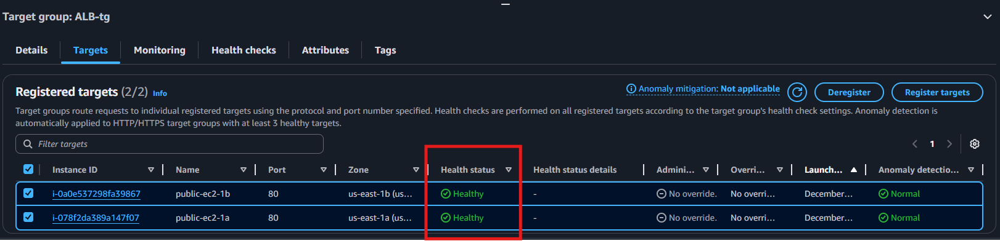 Target group: ALB-tg
Details Targets Monitoring Health checks Attributes Tags
Registered targets (2/2) Info Anomaly mitigation: Not applicable Deregister Register targets
Target groups route requests to individual registered targets using the protocol and port number specified. Health checks are performed on all registered targets according to the target group's health check settings. Anomaly detection is
automatically applied to HTTP/HTTPS target groups with at least 3 healthy targets.
Filter targets 1
Instance ID Name Port Zone Health status Health status details Admini... Overri... Launch... Anomaly detectio...
i-0a0e537298fa39867 public-ec2-1b 80 us-east-1b (us... Healthy - No override. No overri... December... Normal
i-078f2da389a147f07 public-ec2-1a 80 us-east-1a (us... Healthy - No override. No overri... December... Normal